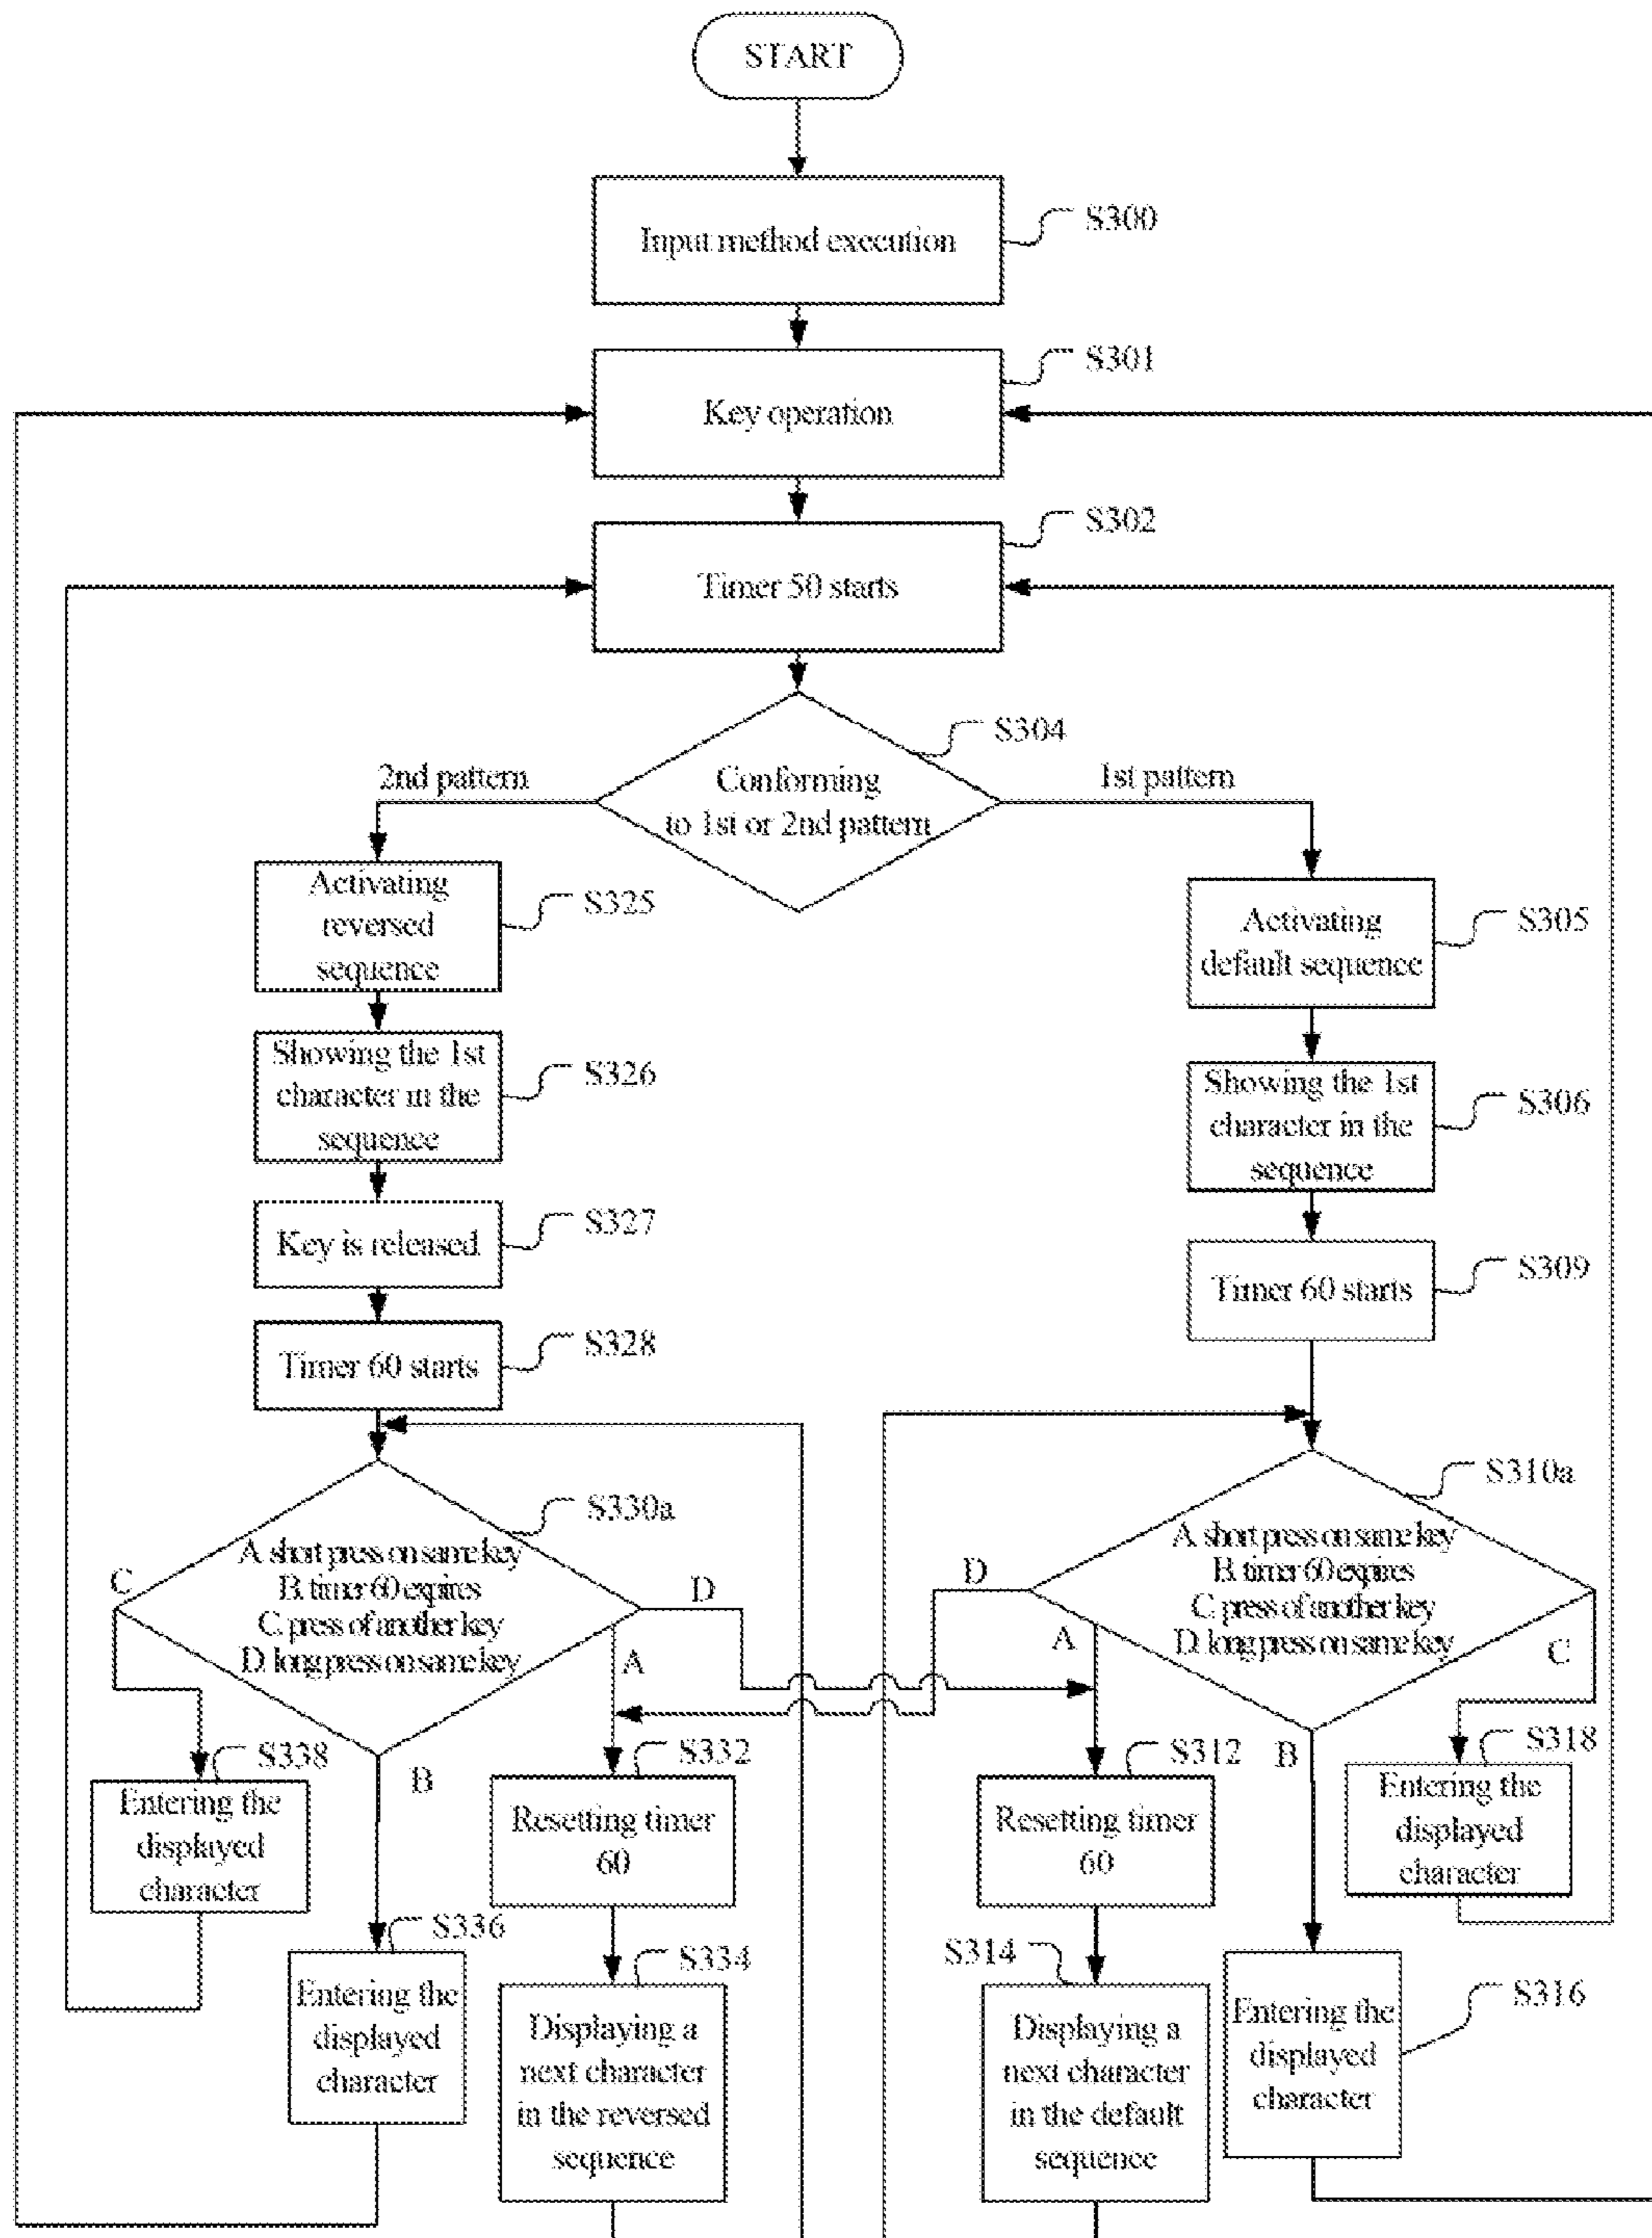 START
Input method execution
S300
Key operation
S301
Timer 50 starts
S302
Conforming
to 1st or 2nd pattern
S304
2nd pattern
1st pattern
Activating
reversed
sequence
S325
Activating
default sequence
S305
Showing the 1st
character in the
sequence
S326
Showing the 1st
character in the
sequence
S306
Key is released
S327
Timer 60 starts
S309
Timer 60 starts
S328
S330a
A short press on same key
B. timer 60 expires
C. press of another key
D. long press on same key
C
D
A
B
S310a
A short press on same key
B. timer 60 expires
C. press of another key
D. long press on same key
D
A
B
C
S338
Entering the
displayed
character
S332
Resetting timer
60
S312
Resetting timer
60
S318
Entering the
displayed
character
S336
Entering the
displayed
character
S334
Displaying a
next character
in the reversed
sequence
S314
Displaying a
next character
in the default
sequence
S316
Entering the
displayed
character